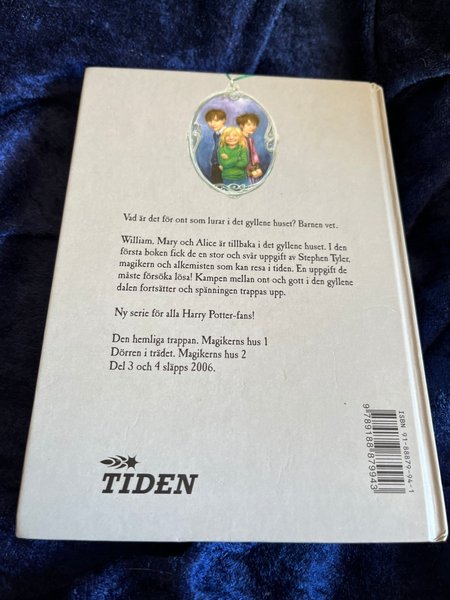 Vad är det för ont som lurar i det gyllene huset? Barnen vet.
William, Mary och Alice är tillbaka i det gyllene huset. I den
första boken fick de en stor och svår uppgift av Stephen Tyler,
magikern och alkemisten som kan resa i tiden. En uppgift de
måste försöka lösa! Kampen mellan ont och gott i den gyllene
dalen fortsätter och spänningen trappas upp.
Ny serie för alla Harry Potter-fans!
Den hemliga trappan. Magikerns hus 1
Dörren i trädet. Magikerns hus 2
Del 3 och 4 släpps 2006.
TIDEN
ISBN 91-88879-94-1
9789188879943